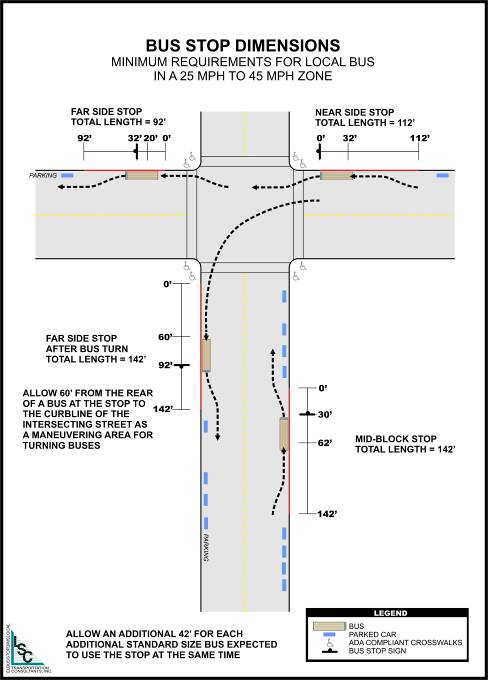 BUS STOP DIMENSIONS
MINIMUM REQUIREMENTS FOR LOCAL BUS
IN A 25 MPH TO 45 MPH ZONE
FAR SIDE STOP
TOTAL LENGTH = 92'
92' 32' 20' 0'
NEAR SIDE STOP
TOTAL LENGTH = 112'
0' 32' 112'
PARKING
0'
60'
92'
142'
FAR SIDE STOP
AFTER BUS TURN
TOTAL LENGTH = 142'
ALLOW 60' FROM THE REAR
OF A BUS AT THE STOP TO
THE CURBLINE OF THE
INTERSECTING STREET AS
A MANEUVERING AREA FOR
TURNING BUSES
0'
30'
62'
142'
MID-BLOCK STOP
TOTAL LENGTH = 142'
PARKING
ALLOW AN ADDITIONAL 42' FOR EACH
ADDITIONAL STANDARD SIZE BUS EXPECTED
TO USE THE STOP AT THE SAME TIME
LEGEND
BUS
PARKED CAR
ADA COMPLIANT CROSSWALKS
BUS STOP SIGN
LSC
TRANSPORTATION
CONSULTANTS, INC.